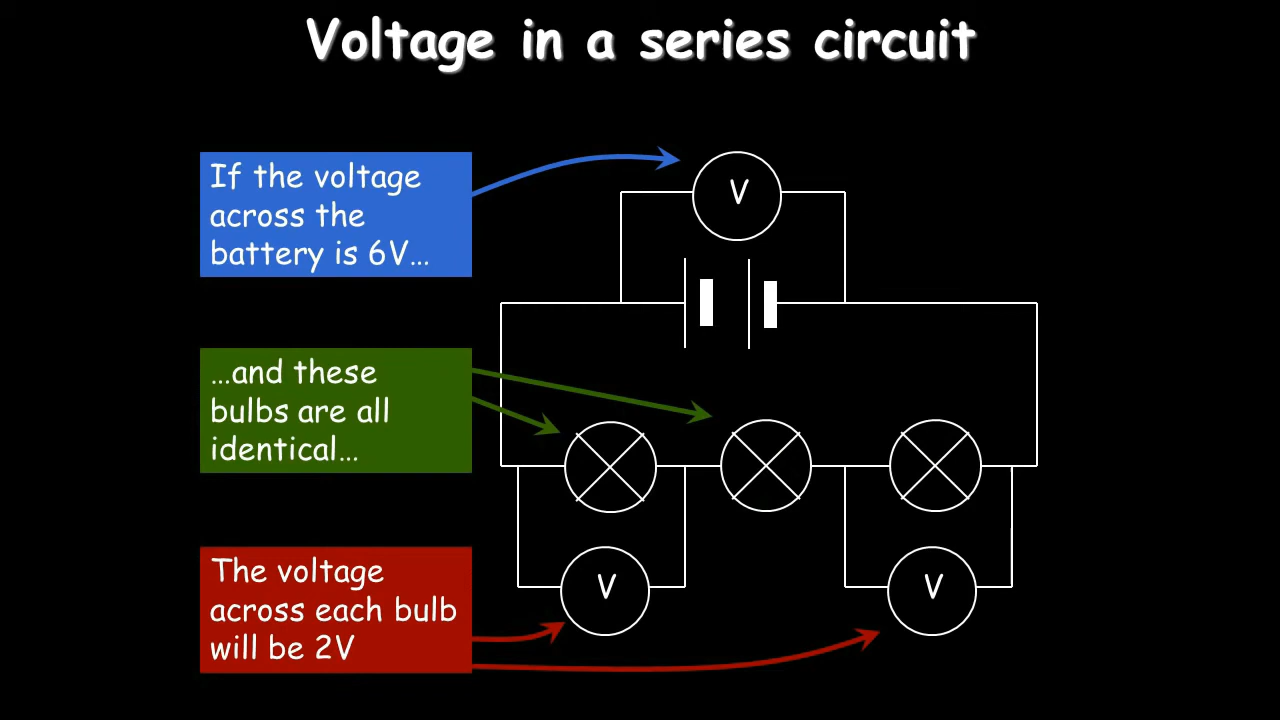 Voltage in a series circuit
If the voltage
across the
battery is 6V…
V
…and these
bulbs are all
identical…
The voltage
across each bulb
will be 2V
V
V